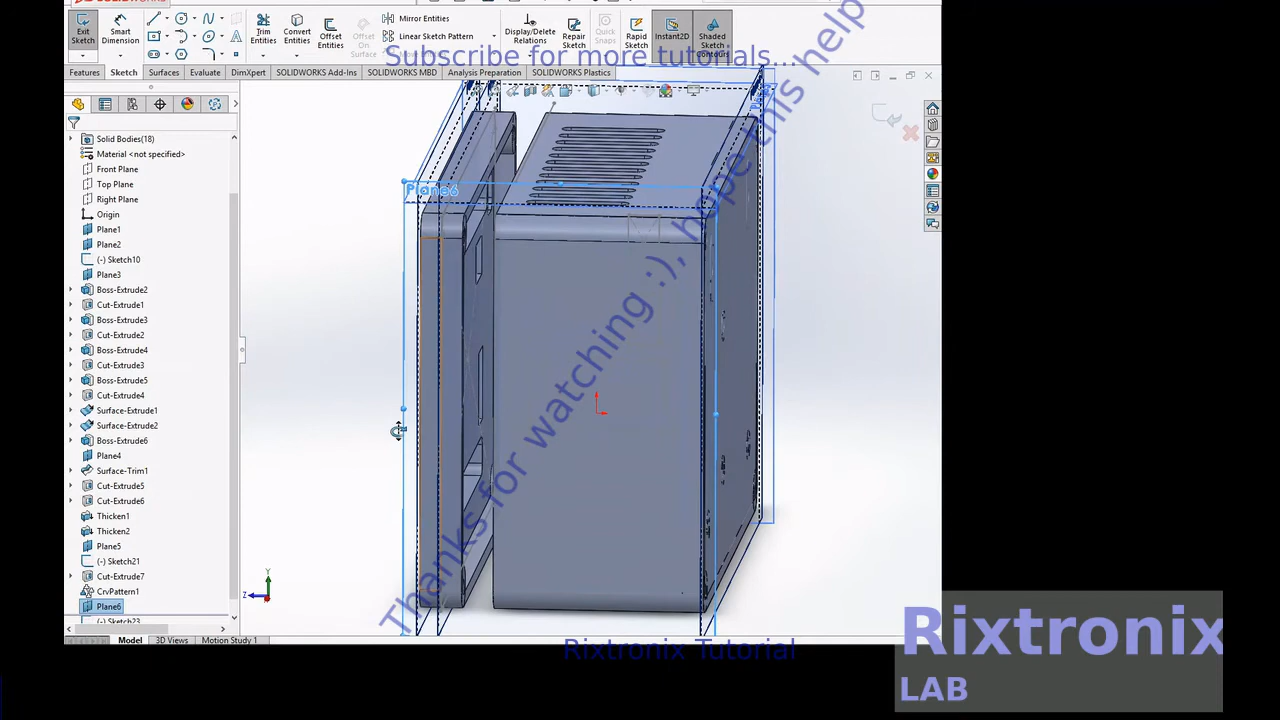 Exit Sketch
Smart Dimension
Trim Entities
Convert Entities
Offset Entities
Offset On Surface
Mirror Entities
Linear Sketch Pattern
Display/Delete Relations
Repair Sketch
Quick Snaps
Rapid Sketch
Instant2D
Shaded Sketch Contours
Subscribe for more tutorials...
Features
Sketch
Surfaces
Evaluate
DimXpert
SOLIDWORKS Add-Ins
SOLIDWORKS MBD
Analysis Preparation
SOLIDWORKS Plastics
Solid Bodies(18)
Material <not specified>
Front Plane
Top Plane
Right Plane
Origin
Plane1
Plane2
(-) Sketch10
Plane3
Boss-Extrude2
Cut-Extrude1
Boss-Extrude3
Cut-Extrude2
Boss-Extrude4
Cut-Extrude3
Boss-Extrude5
Cut-Extrude4
Surface-Extrude1
Surface-Extrude2
Boss-Extrude6
Plane4
Surface-Trim1
Cut-Extrude5
Cut-Extrude6
Thicken1
Thicken2
Plane5
(-) Sketch21
Cut-Extrude7
CrvPattern1
Plane6
(-) Sketch23
Plane6
Thanks for watching :), hope this help
Y
Z
Model
3D Views
Motion Study 1
Rixtronix Tutorial
Rixtronix
LAB